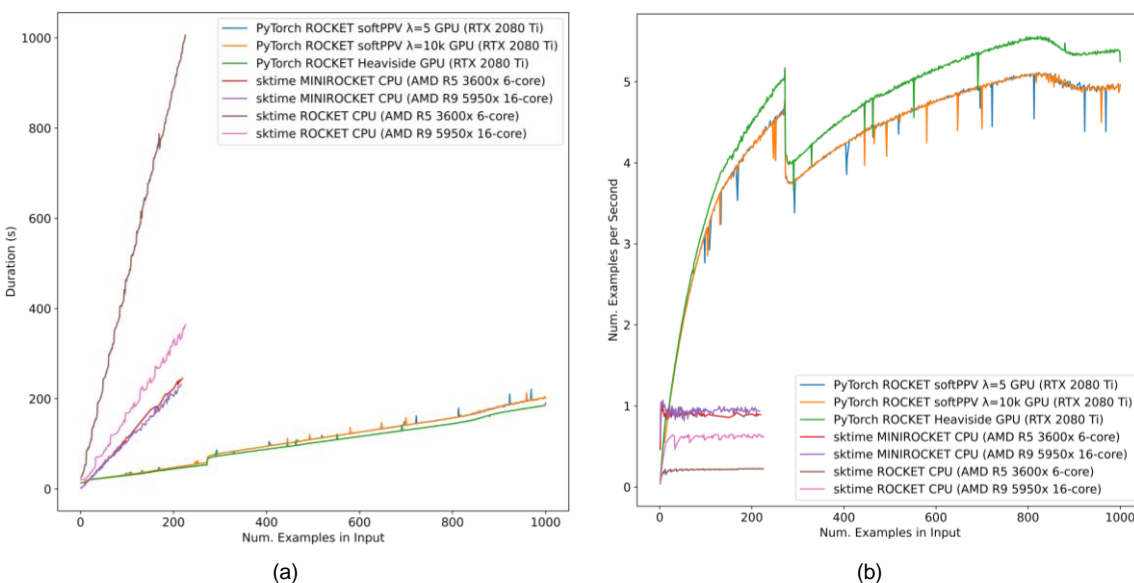 1000
800
600
400
200
0
Duration (s)
0 200 400 600 800 1000
Num. Examples in Input
PyTorch ROCKET softPPV λ=5 GPU (RTX 2080 Ti)
PyTorch ROCKET softPPV λ=10k GPU (RTX 2080 Ti)
PyTorch ROCKET Heaviside GPU (RTX 2080 Ti)
sktime MINIROCKET CPU (AMD R5 3600x 6-core)
sktime MINIROCKET CPU (AMD R9 5950x 16-core)
sktime ROCKET CPU (AMD R5 3600x 6-core)
sktime ROCKET CPU (AMD R9 5950x 16-core)
(a)
5
4
3
2
1
0
Num. Examples per Second
0 200 400 600 800 1000
Num. Examples in Input
PyTorch ROCKET softPPV λ=5 GPU (RTX 2080 Ti)
PyTorch ROCKET softPPV λ=10k GPU (RTX 2080 Ti)
PyTorch ROCKET Heaviside GPU (RTX 2080 Ti)
sktime MINIROCKET CPU (AMD R5 3600x 6-core)
sktime MINIROCKET CPU (AMD R9 5950x 16-core)
sktime ROCKET CPU (AMD R5 3600x 6-core)
sktime ROCKET CPU (AMD R9 5950x 16-core)
(b)